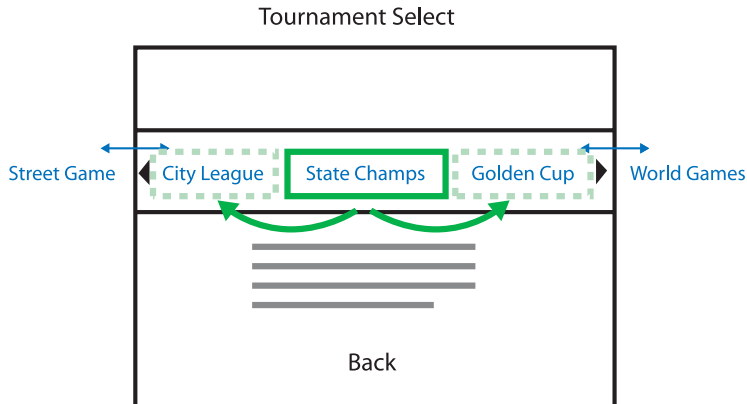 Tournament Select
Street Game City League State Champs Golden Cup World Games
Back